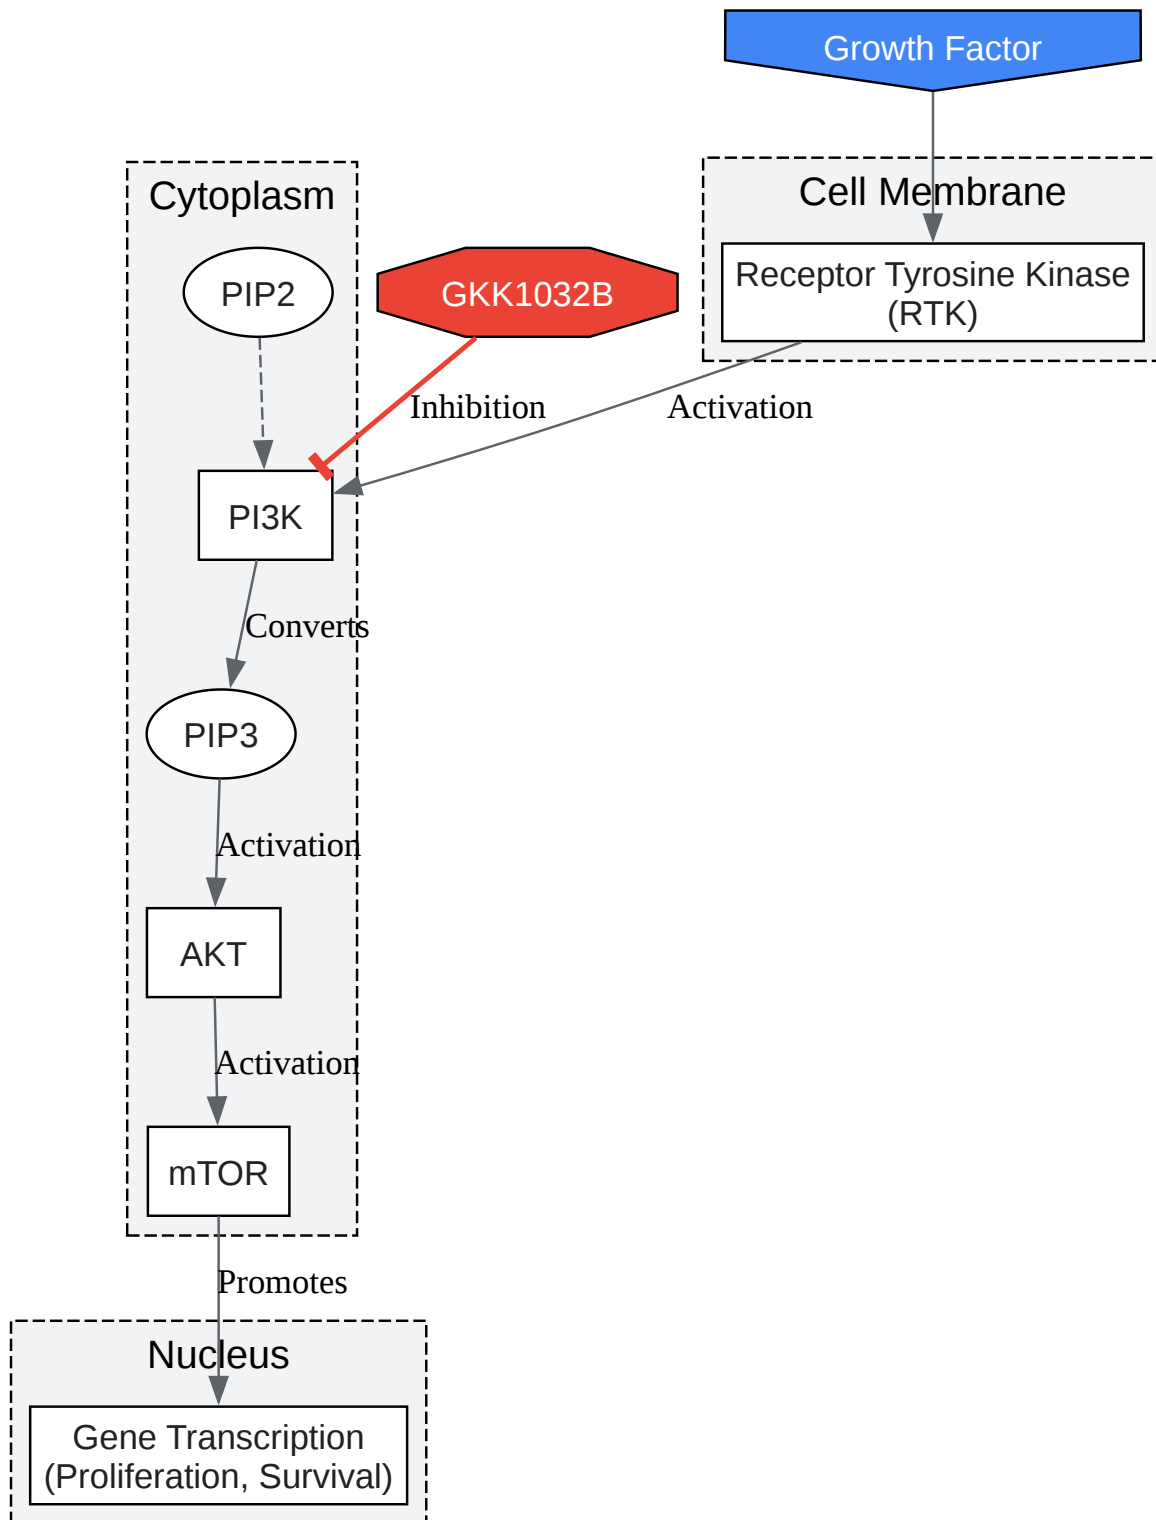 Growth Factor
Cytoplasm
Cell Membrane
PIP2
GKK1032B
Receptor Tyrosine Kinase
(RTK)
Inhibition
Activation
PI3K
Converts
PIP3
Activation
AKT
Activation
mTOR
Promotes
Nucleus
Gene Transcription
(Proliferation, Survival)